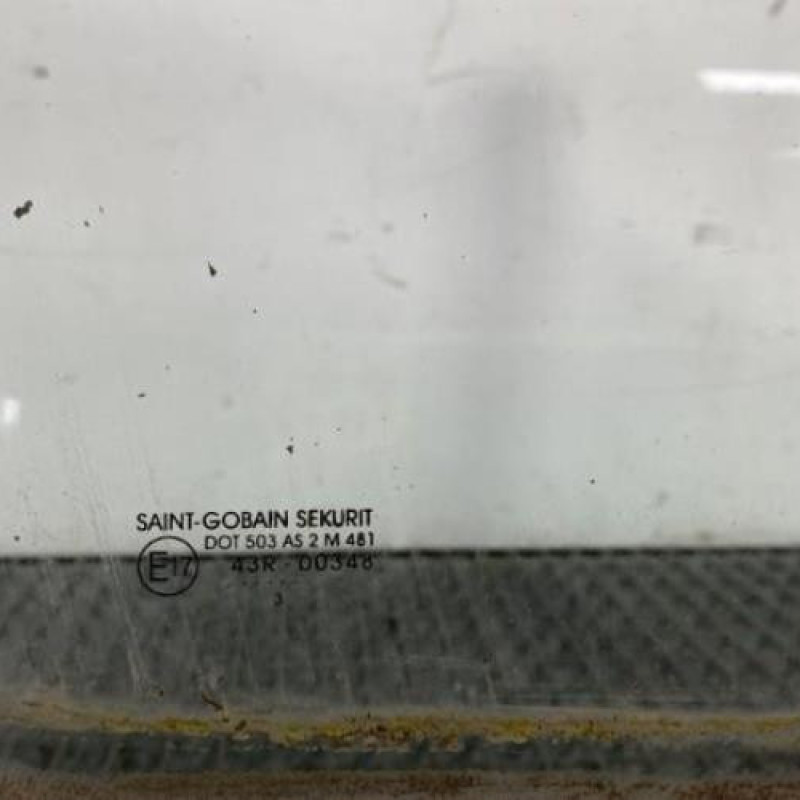 SAINT-GOBAIN SEKURIT
DOT 503 AS 2 M 481
E17 43R - 00348
3